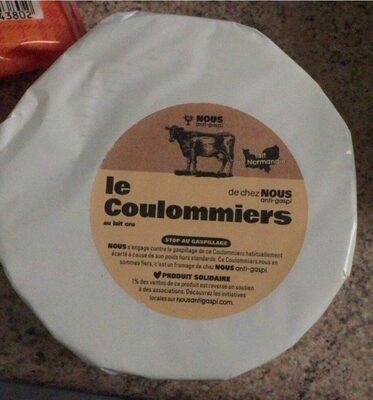 43802
NOUS
anti-gaspi
lait
Normandie
le
de chez NOUS
anti-gaspi
Coulommiers
au lait cru
STOP AU GASPILLAGE
NOUS s'engage contre le gaspillage de ce Coulommiers habituellement
écarté à cause de son poids hors standards. Ce Coulommiers nous en
sommes fiers, c'est un fromage de chez NOUS anti-gaspi
PRODUIT SOLIDAIRE
1% des ventes de ce produit est reversé en soutien
à des associations. Découvrez les initiatives
locales sur nousantigaspi.com.